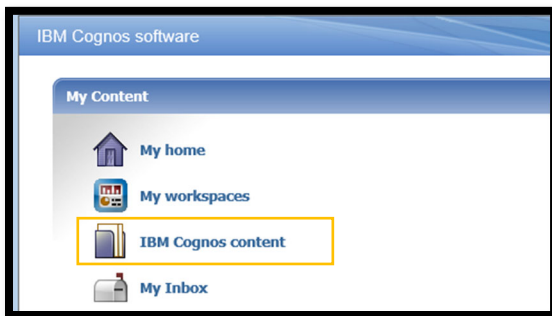 IBM Cognos software
My Content
My home
My workspaces
IBM Cognos content
My Inbox